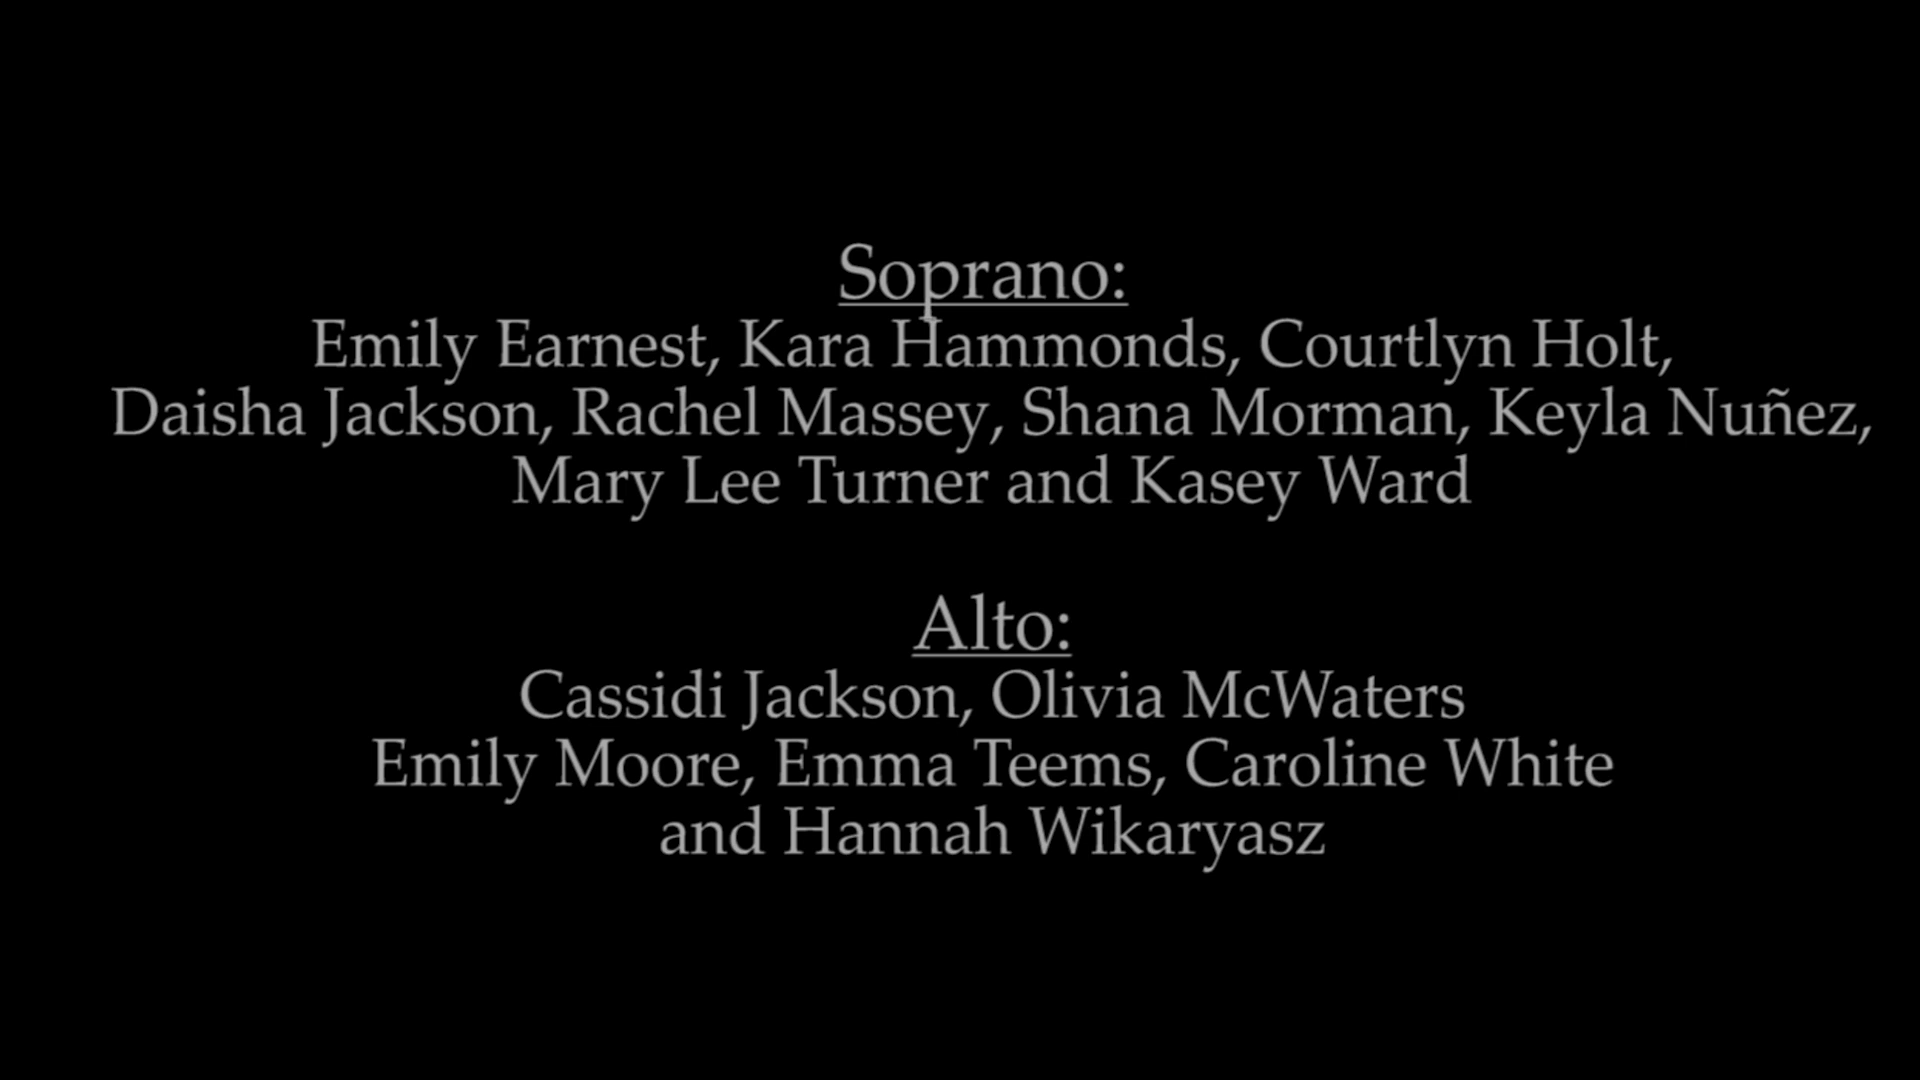 Soprano:
Emily Earnest, Kara Hammonds, Courtlyn Holt,
Daisha Jackson, Rachel Massey, Shana Morman, Keyla Nuñez,
Mary Lee Turner and Kasey Ward
Alto:
Cassidi Jackson, Olivia McWaters
Emily Moore, Emma Teems, Caroline White
and Hannah Wikaryasz